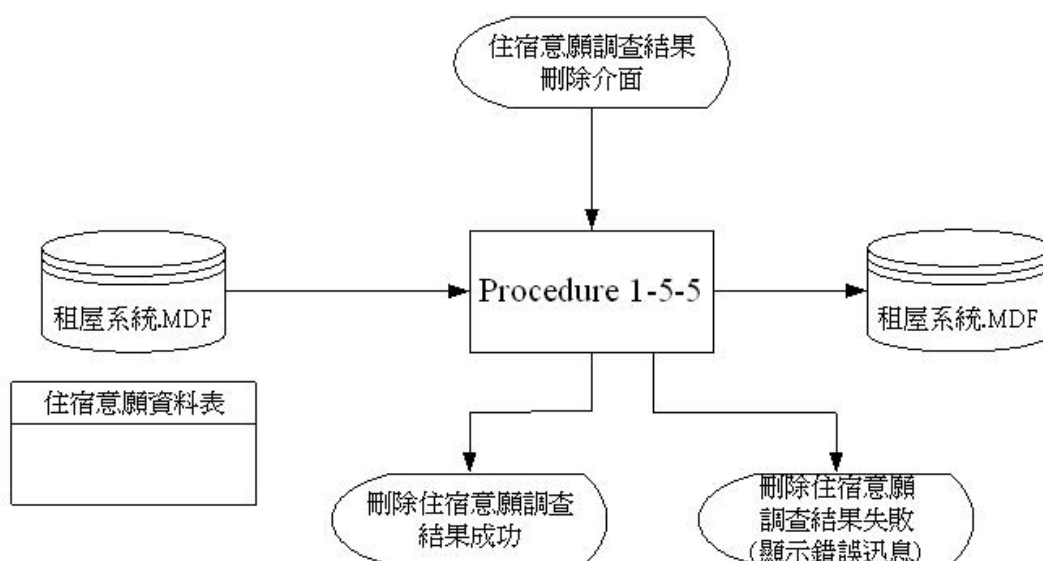 住宿意願調查結果
刪除介面
Procedure 1-5-5
租屋系統.MDF
租屋系統.MDF
住宿意願資料表
刪除住宿意願調查
結果成功
刪除住宿意願
調查結果失敗
(顯示錯誤迅息)